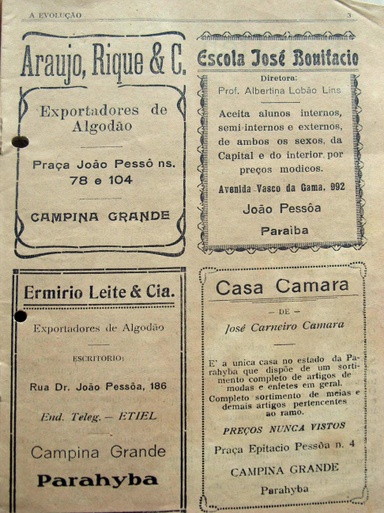 A EVOLUÇÃO
3
Araujo, Rique & C.
Exportadores de
Algodão
Praça João Pessô ns.
78 e 104
CAMPINA GRANDE
Escola José Bonifacio
Diretora:
Prof. Albertina Lobão Lins
Aceita alunos internos,
semi-internos e externos,
de ambos os sexos, da
Capital e do interior, por
preços modicos.
Avenida Vasco da Gama, 992
João Pessôa
Paraiba
Ermirio Leite & Cia.
Exportadores de Algodão
ESCRITORIO:
Rua Dr. João Pessôa, 186
End. Teleg. — ETIEL
Campina Grande
Parahyba
Casa Camara
— DE —
José Carneiro Camara
E' a unica casa no estado da Pa-
rahyba que dispõe de um sorti-
mento completo de artigos de
modas e enfetes em geral.
Completo sortimento de meias e
demais artigos pertencentes
ao ramo.
PREÇOS NUNCA VISTOS
Praça Epitacio Pessôa n. 4
CAMPINA GRANDE
Parahyba